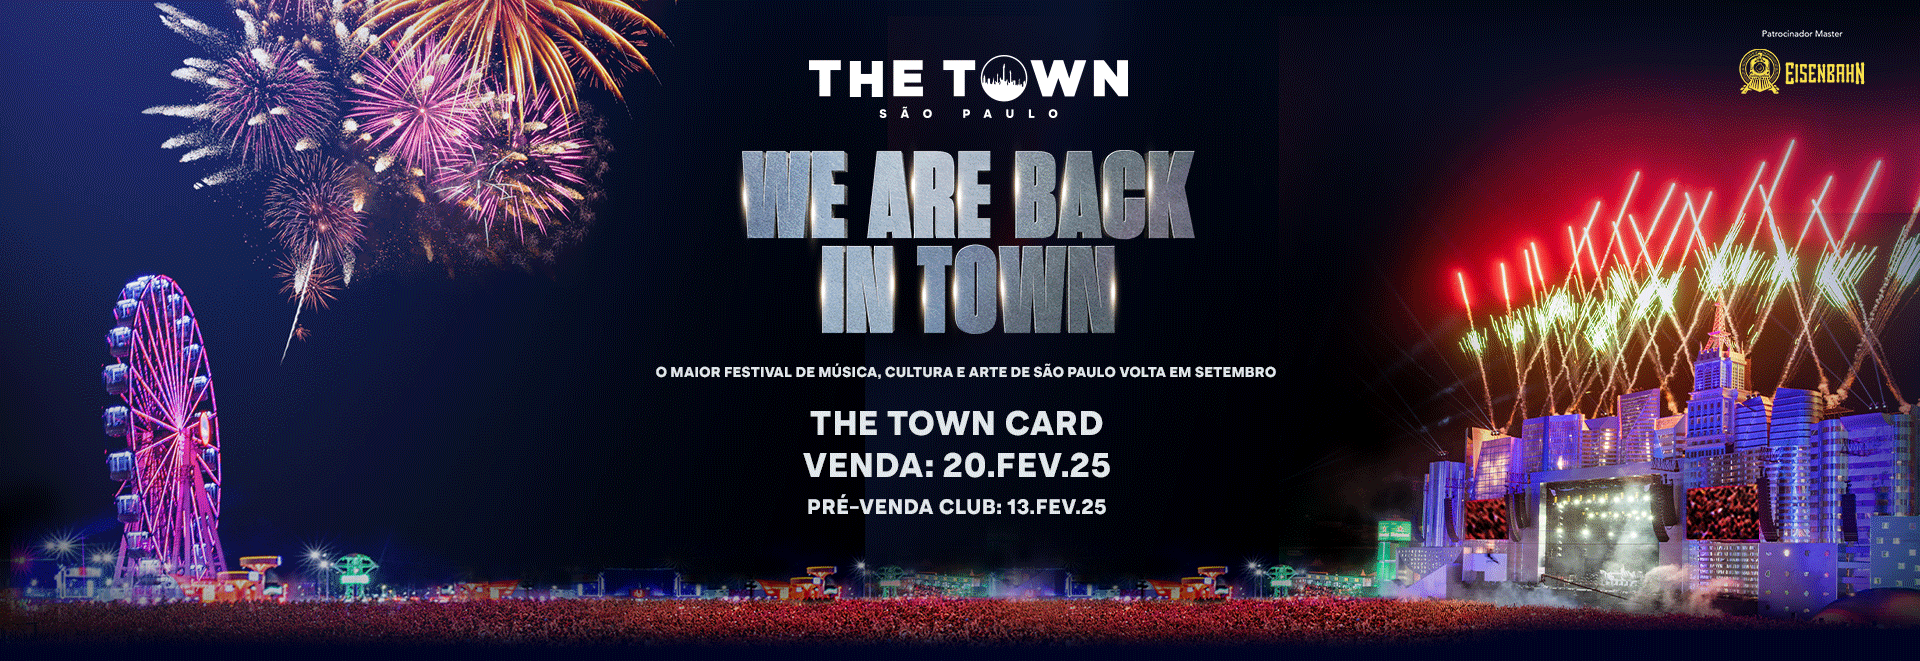 Patrocinador Master
EISENBAHN
THE TOWN
SÃO PAULO
WE ARE BACK
IN TOWN
O MAIOR FESTIVAL DE MÚSICA, CULTURA E ARTE DE SÃO PAULO VOLTA EM SETEMBRO
THE TOWN CARD
VENDA: 20.FEV.25
PRÉ-VENDA CLUB: 13.FEV.25